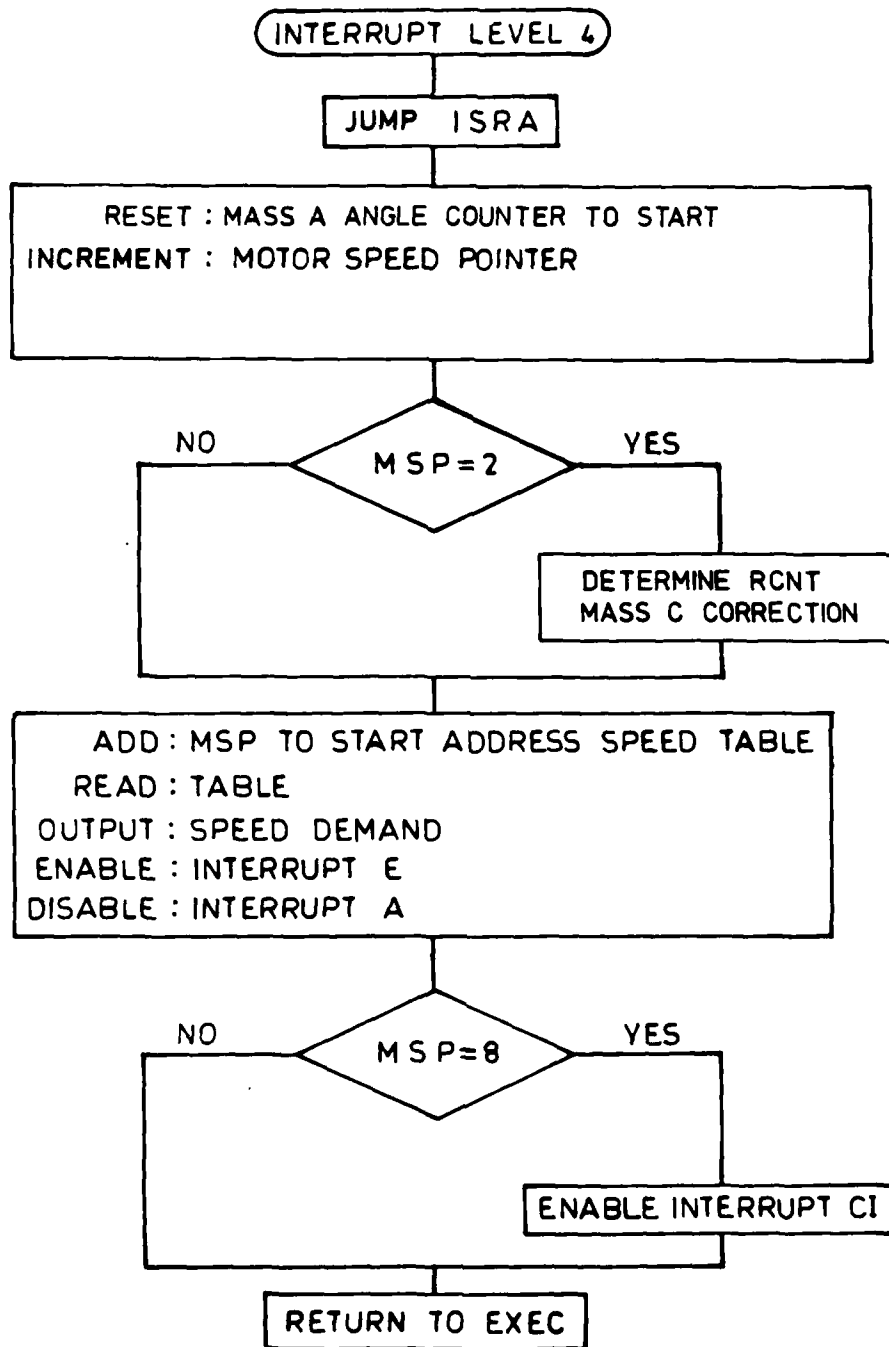 INTERRUPT LEVEL 4
JUMP ISRA
RESET : MASS A ANGLE COUNTER TO START
INCREMENT : MOTOR SPEED POINTER
NO
MSP=2
YES
DETERMINE RCNT
MASS C CORRECTION
ADD : MSP TO START ADDRESS SPEED TABLE
READ : TABLE
OUTPUT : SPEED DEMAND
ENABLE : INTERRUPT E
DISABLE : INTERRUPT A
NO
MSP=8
YES
ENABLE INTERRUPT CI
RETURN TO EXEC